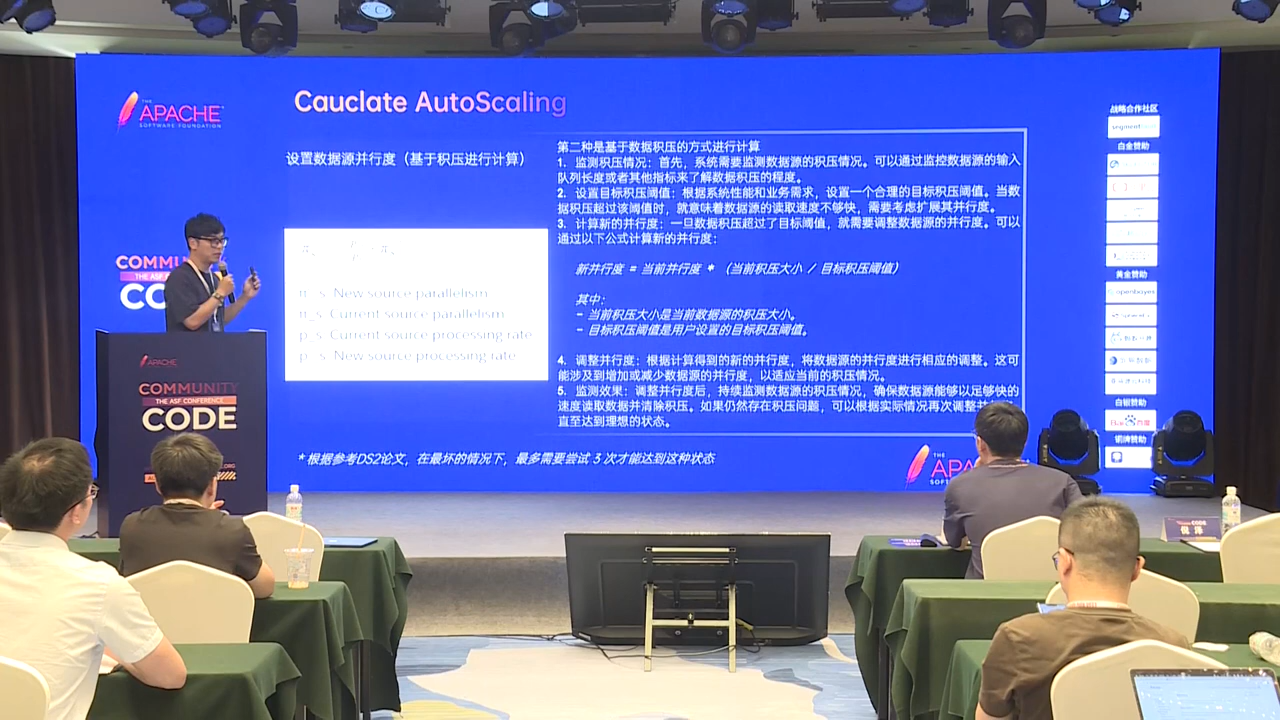 THE
APACHE
SOFTWARE FOUNDATION
Cauclate AutoScaling
设置数据源并行度（基于积压进行计算）
π_s: New source parallelism
π_s: Current source parallelism
p_s: Current source processing rate
p_s: New source processing rate
第二种是基于数据积压的方式进行计算
1. 监测积压情况：首先，系统需要监测数据源的积压情况。可以通过监控数据源的输入
队列长度或者其他指标来了解数据积压的程度。
2. 设置目标积压阈值：根据系统性能和业务需求，设置一个合理的目标积压阈值。当数
据积压超过该阈值时，就意味着数据源的读取速度不够快，需要考虑扩展其并行度。
3. 计算新的并行度：一旦数据积压超过了目标阈值，就需要调整数据源的并行度。可以
通过以下公式计算新的并行度：
新并行度 = 当前并行度 * （当前积压大小 / 目标积压阈值）
其中：
- 当前积压大小是当前数据源的积压大小。
- 目标积压阈值是用户设置的目标积压阈值。
4. 调整并行度：根据计算得到的新的并行度，将数据源的并行度进行相应的调整。这可
能涉及到增加或减少数据源的并行度，以适应当前的积压情况。
5. 监测效果：调整并行度后，持续监测数据源的积压情况，确保数据源能够以足够快的
速度读取数据并清除积压。如果仍然存在积压问题，可以根据实际情况再次调整并
直至达到理想的状态。
* 根据参考DS2论文，在最坏的情况下，最多需要尝试 3 次才能达到这种状态
战略合作社区
segment
白金赞助
黄金赞助
openbayes
白银赞助
Bai百度
铜牌赞助
COMMU
THE ASF CON
CO
THE
APA
SOFT
APACHE
COMMUNITY
THE ASF CONFERENCE
CODE
.ORG
CODE
倪泽